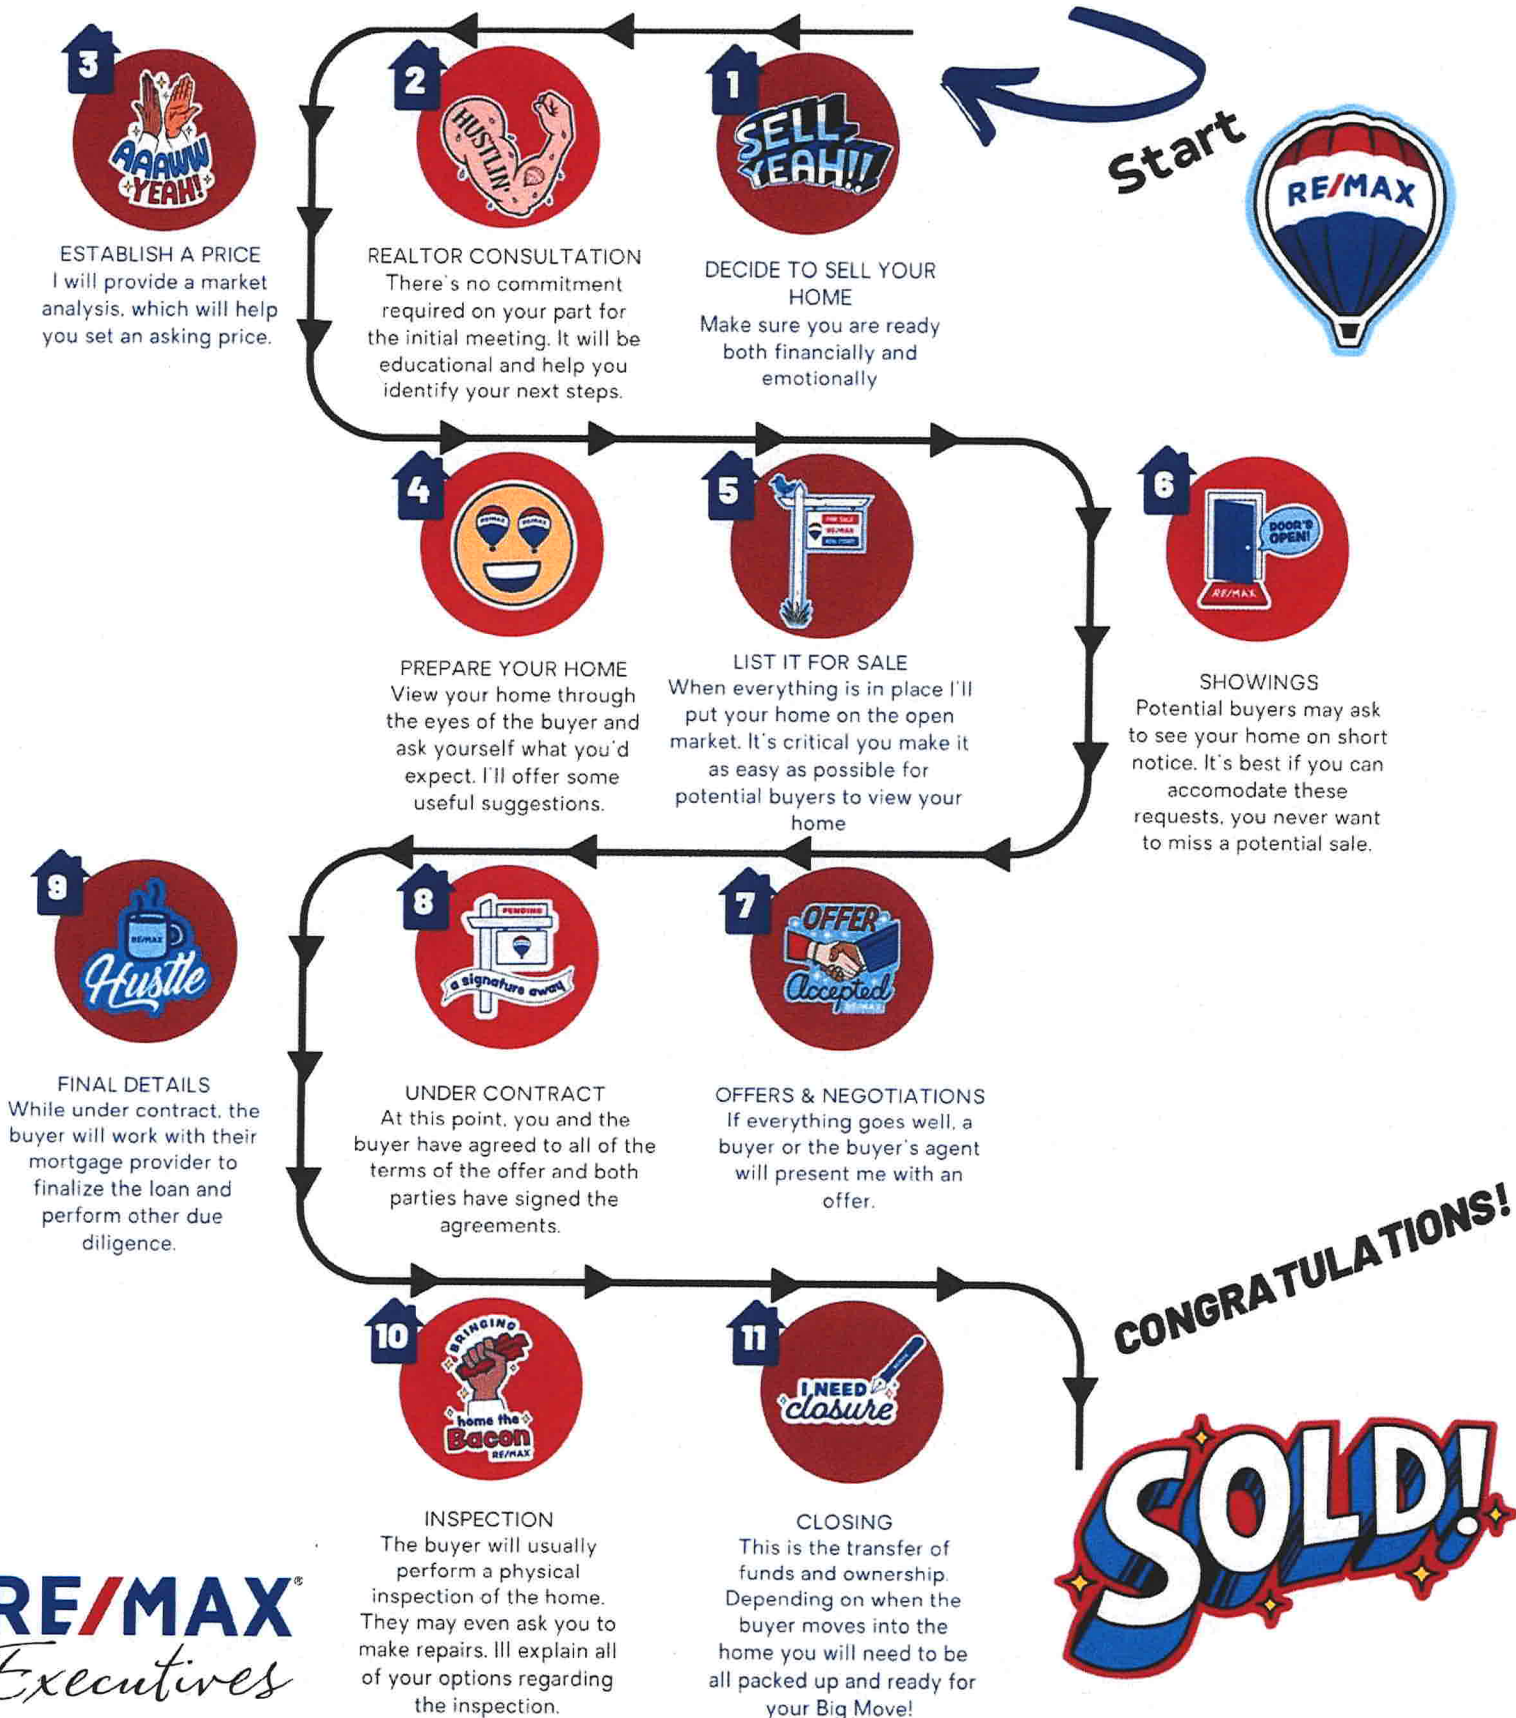 Start
RE/MAX
1
SELL
YEAH!!
DECIDE TO SELL YOUR
HOME
Make sure you are ready
both financially and
emotionally
2
HUSTLIN'
REALTOR CONSULTATION
There's no commitment
required on your part for
the initial meeting. It will be
educational and help you
identify your next steps.
3
AAAWW
YEAH!
ESTABLISH A PRICE
I will provide a market
analysis, which will help
you set an asking price.
4
RE/MAX
RE/MAX
PREPARE YOUR HOME
View your home through
the eyes of the buyer and
ask yourself what you'd
expect. I'll offer some
useful suggestions.
5
FOR SALE
RE/MAX
LIST IT FOR SALE
When everything is in place I'll
put your home on the open
market. It's critical you make it
as easy as possible for
potential buyers to view your
home
6
DOOR'S
OPEN!
RE/MAX
SHOWINGS
Potential buyers may ask
to see your home on short
notice. It's best if you can
accomodate these
requests, you never want
to miss a potential sale.
7
OFFER
Accepted
RE/MAX
OFFERS & NEGOTIATIONS
If everything goes well, a
buyer or the buyer's agent
will present me with an
offer.
8
PENDING
a signature away
UNDER CONTRACT
At this point, you and the
buyer have agreed to all of the
terms of the offer and both
parties have signed the
agreements.
9
RE/MAX
Hustle
FINAL DETAILS
While under contract, the
buyer will work with their
mortgage provider to
finalize the loan and
perform other due
diligence.
10
BRINGING
home the
Bacon
RE/MAX
INSPECTION
The buyer will usually
perform a physical
inspection of the home.
They may even ask you to
make repairs. Ill explain all
of your options regarding
the inspection.
11
I NEED
closure
CLOSING
This is the transfer of
funds and ownership.
Depending on when the
buyer moves into the
home you will need to be
all packed up and ready for
your Big Move!
CONGRATULATIONS!
SOLD!
RE/MAX®
Executives